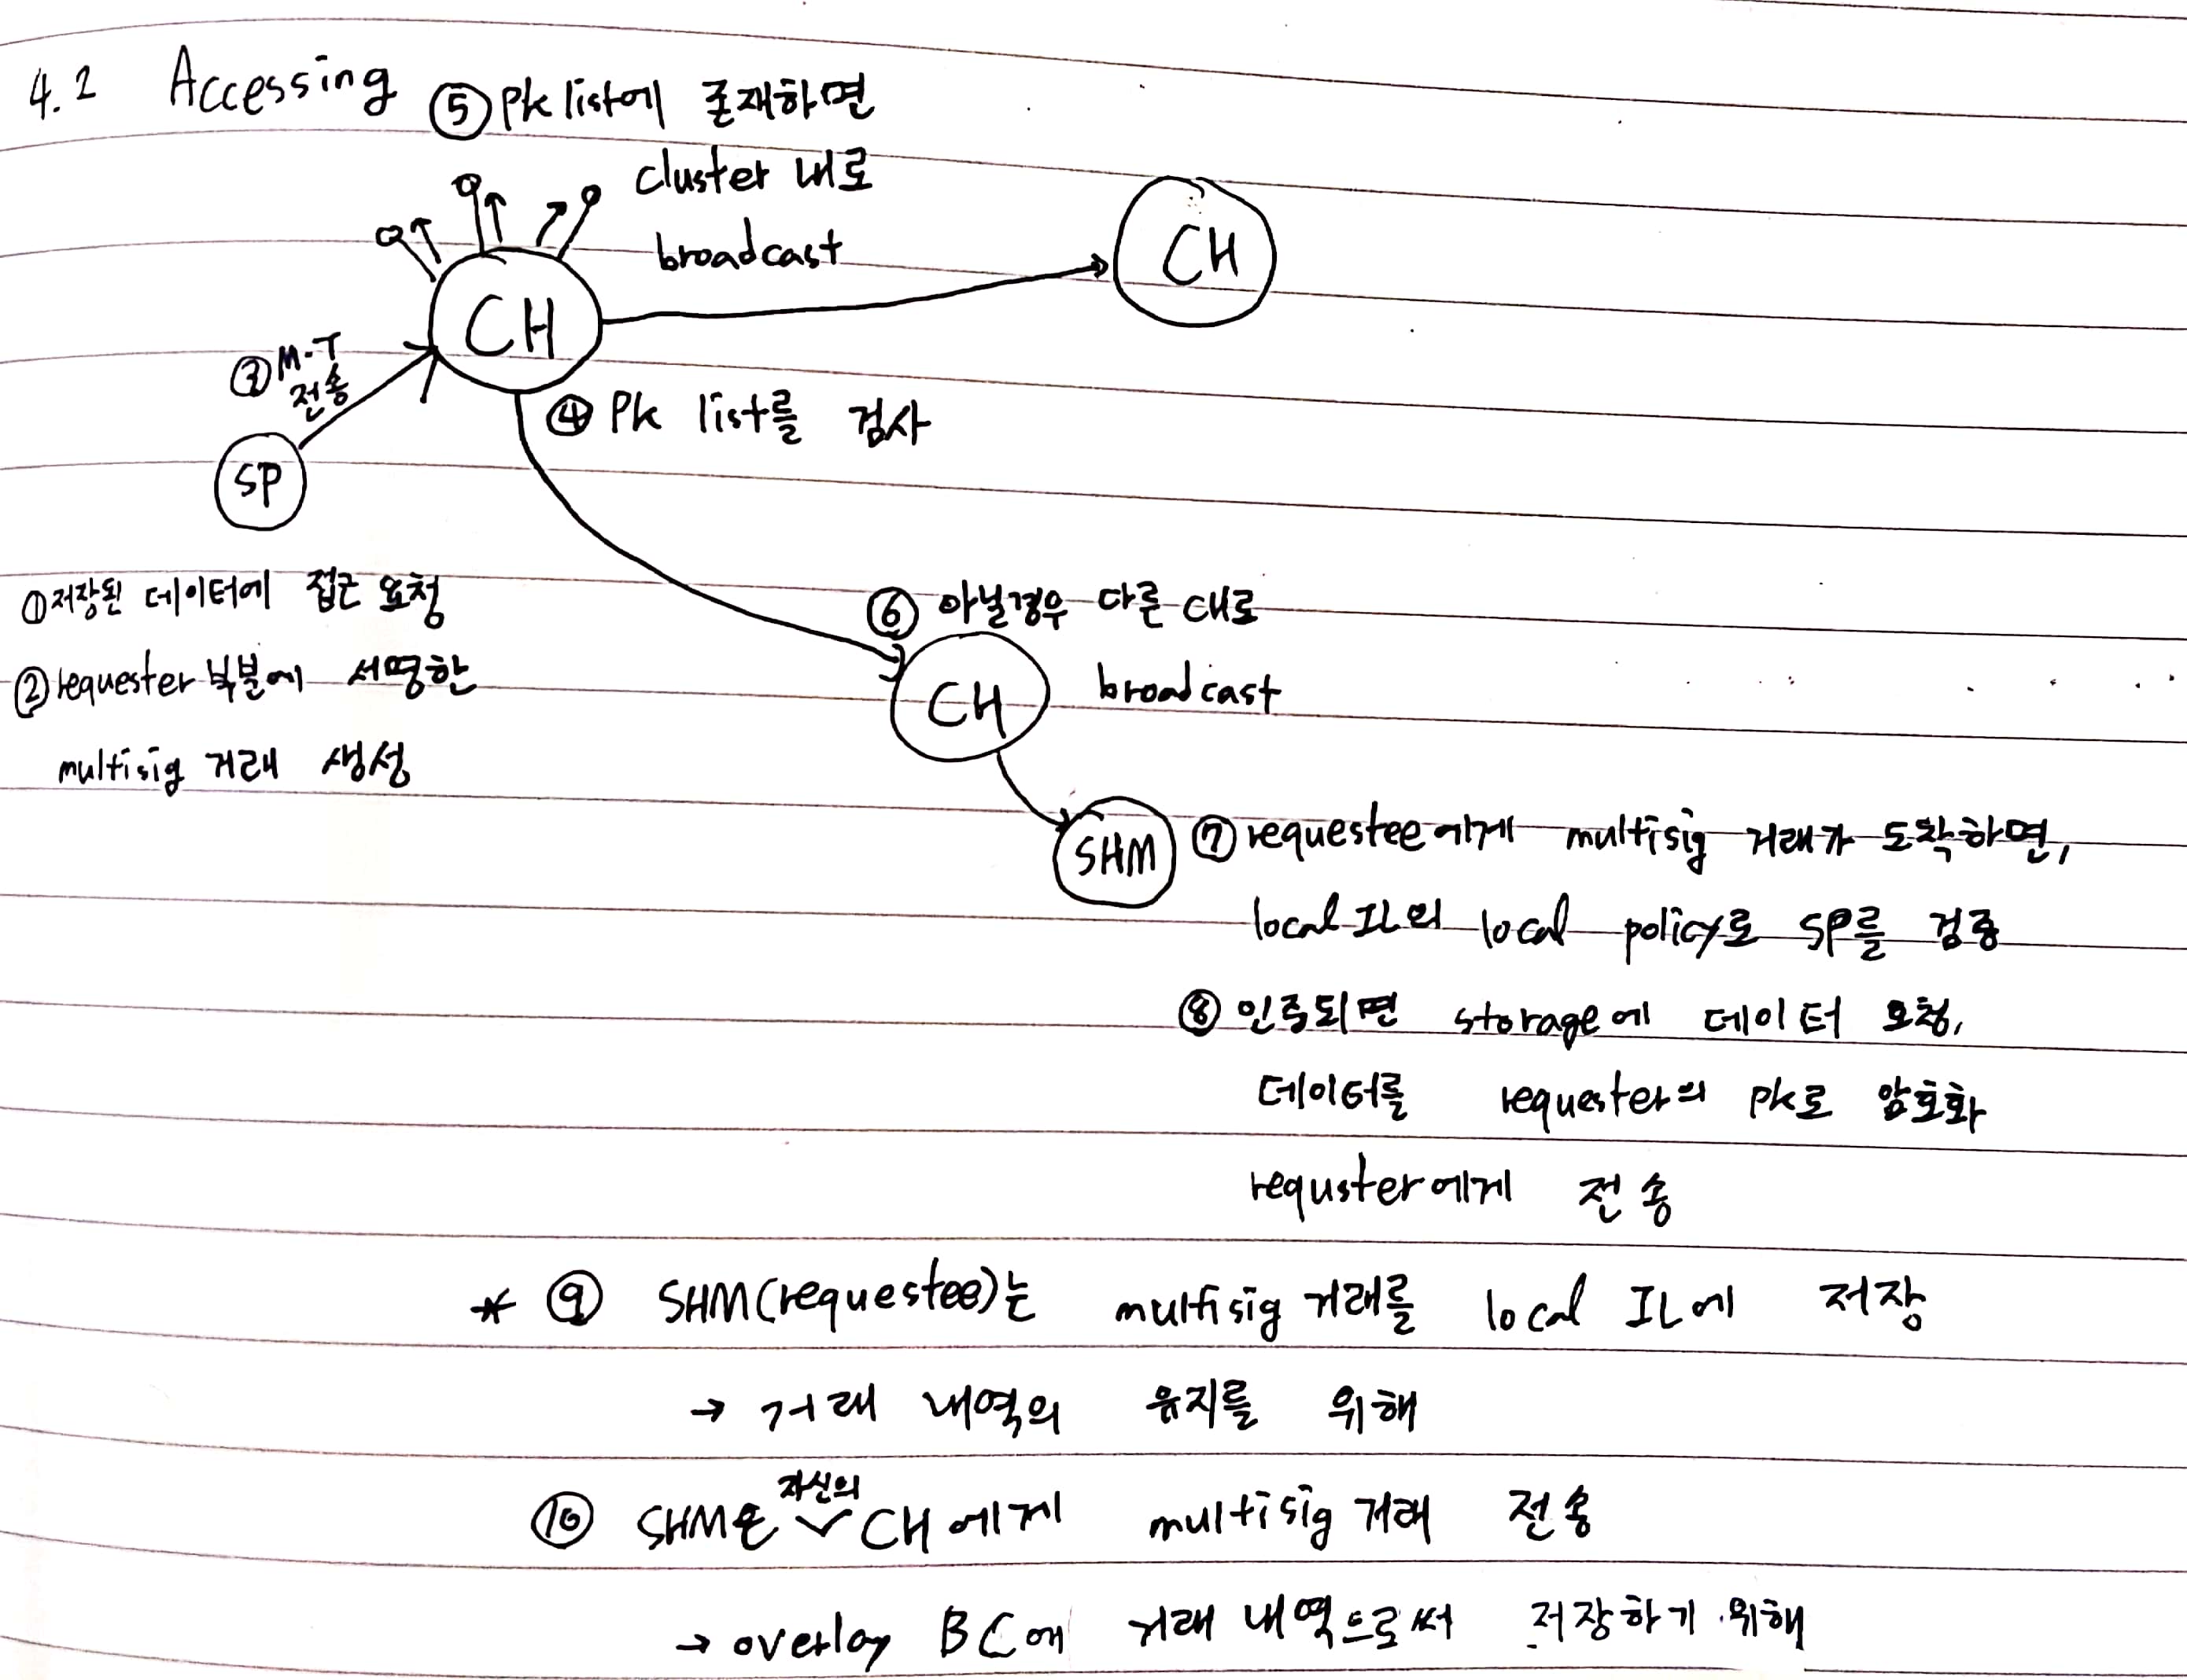 4.2 Accessing
⑤ PK list에 존재하면
cluster 내로
broadcast
CH
CH
③ M-T
전송
④ PK list를 검사
SP
① 저장된 데이터에 접근 요청
② requester 부분에 서명한
multisig 거래 생성
⑥ 아닐경우 다른 CH로
broadcast
CH
SHM
⑦ requestee에게 multisig 거래가 도착하면,
local IL의 local policy로 SP를 검증
⑧ 인증되면 storage에 데이터 요청,
데이터를 requester의 PK로 암호화
requster에게 전송
* ⑨ SHM(requestee)는 multisig 거래를 local IL에 저장
→ 거래 내역의 유지를 위해
⑩ SHM은 자신의 CH에게 multisig 거래 전송
→ overlay BC에 거래 내역으로써 저장하기 위해